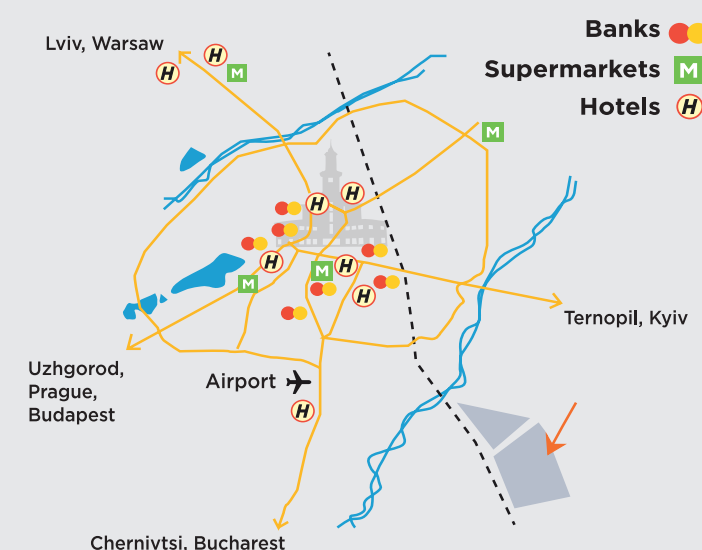 Lviv, Warsaw
Banks
Supermarkets M
Hotels H
H
H
M
M
H
H
H
M
H
M
H
Ternopil, Kyiv
Uzhgorod,
Prague,
Budapest
Airport
H
Chernivtsi, Bucharest